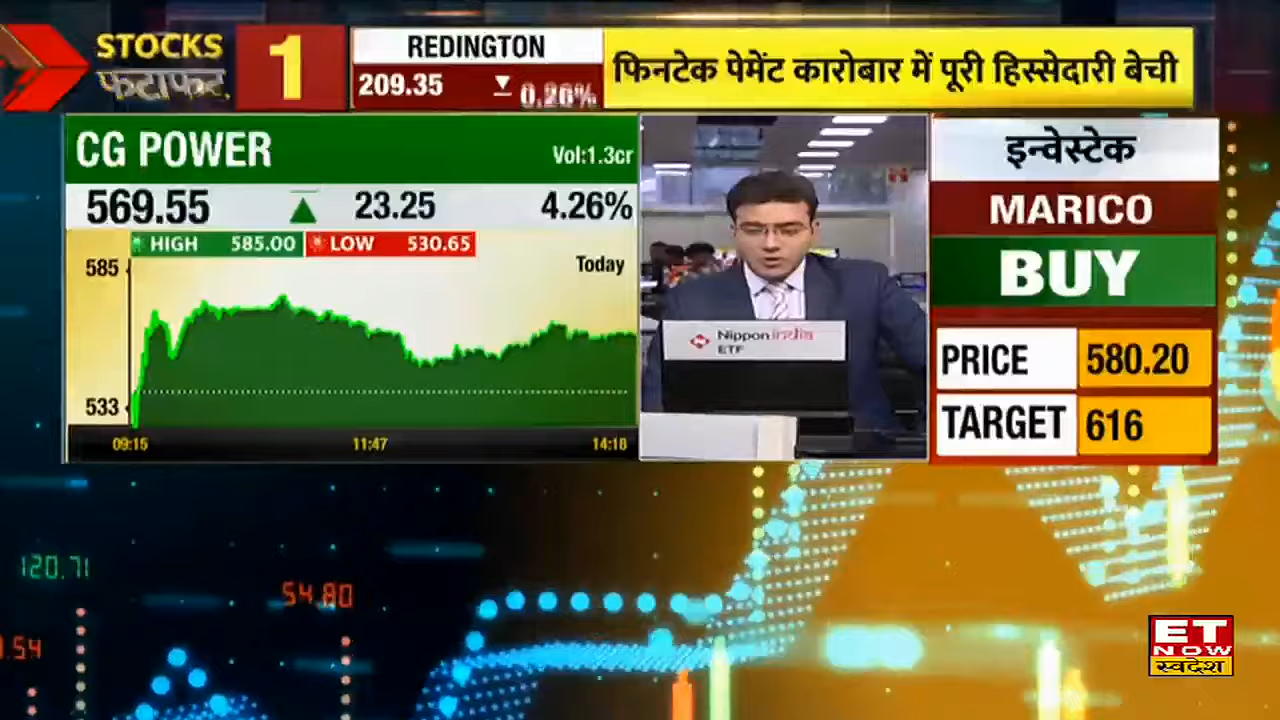 STOCKS
फटाफट
1
REDINGTON
209.35 ▼ 0.26%
फिनटेक पेमेंट कारोबार में पूरी हिस्सेदारी बेची
CG POWER
Vol:1.3cr
569.55 ▲ 23.25 4.26%
HIGH 585.00 LOW 530.65
585
Today
533
09:15 11:47 14:18
Nippon india
ETF
इन्वेस्टेक
MARICO
BUY
PRICE 580.20
TARGET 616
120.71
54.80
.54
ET
NOW
स्वदेश